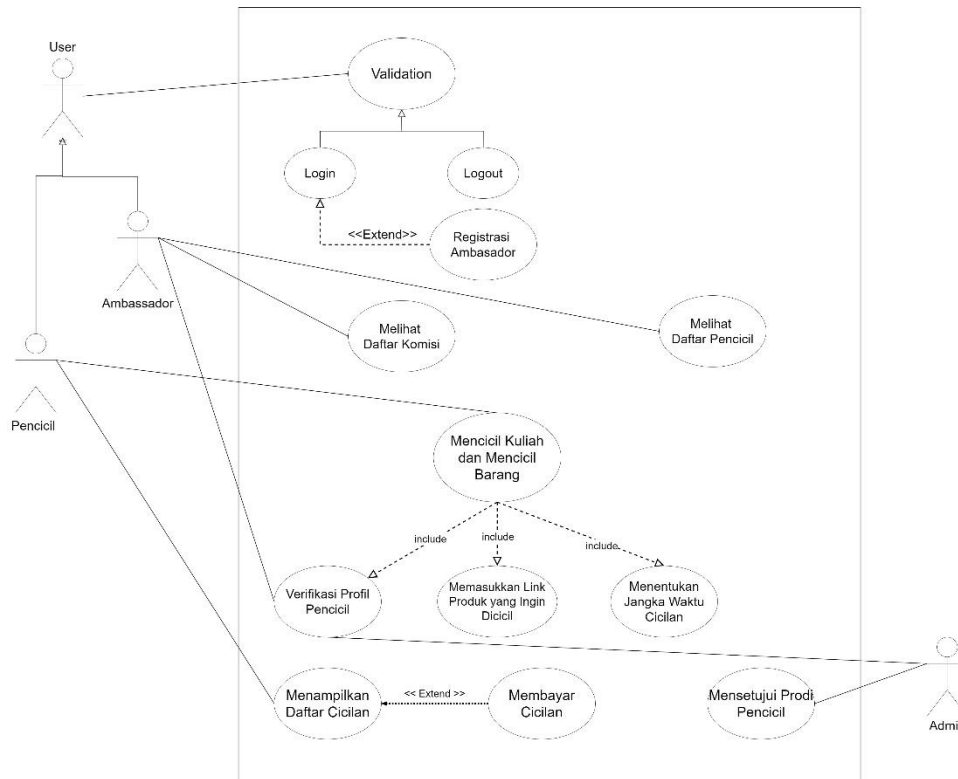 User
Validation
Login
Logout
<<Extend>>
Registrasi
Ambasador
Ambassador
Melihat
Daftar Komisi
Melihat
Daftar Pencicil
Pencicil
Mencicil Kuliah
dan Mencicil
Barang
include
include
include
Verifikasi Profil
Pencicil
Memasukkan Link
Produk yang Ingin
Dicicil
Menentukan
Jangka Waktu
Cicilan
Menampilkan
Daftar Cicilan
<< Extend >>
Membayar
Cicilan
Mensetujui Prodi
Pencicil
Admi